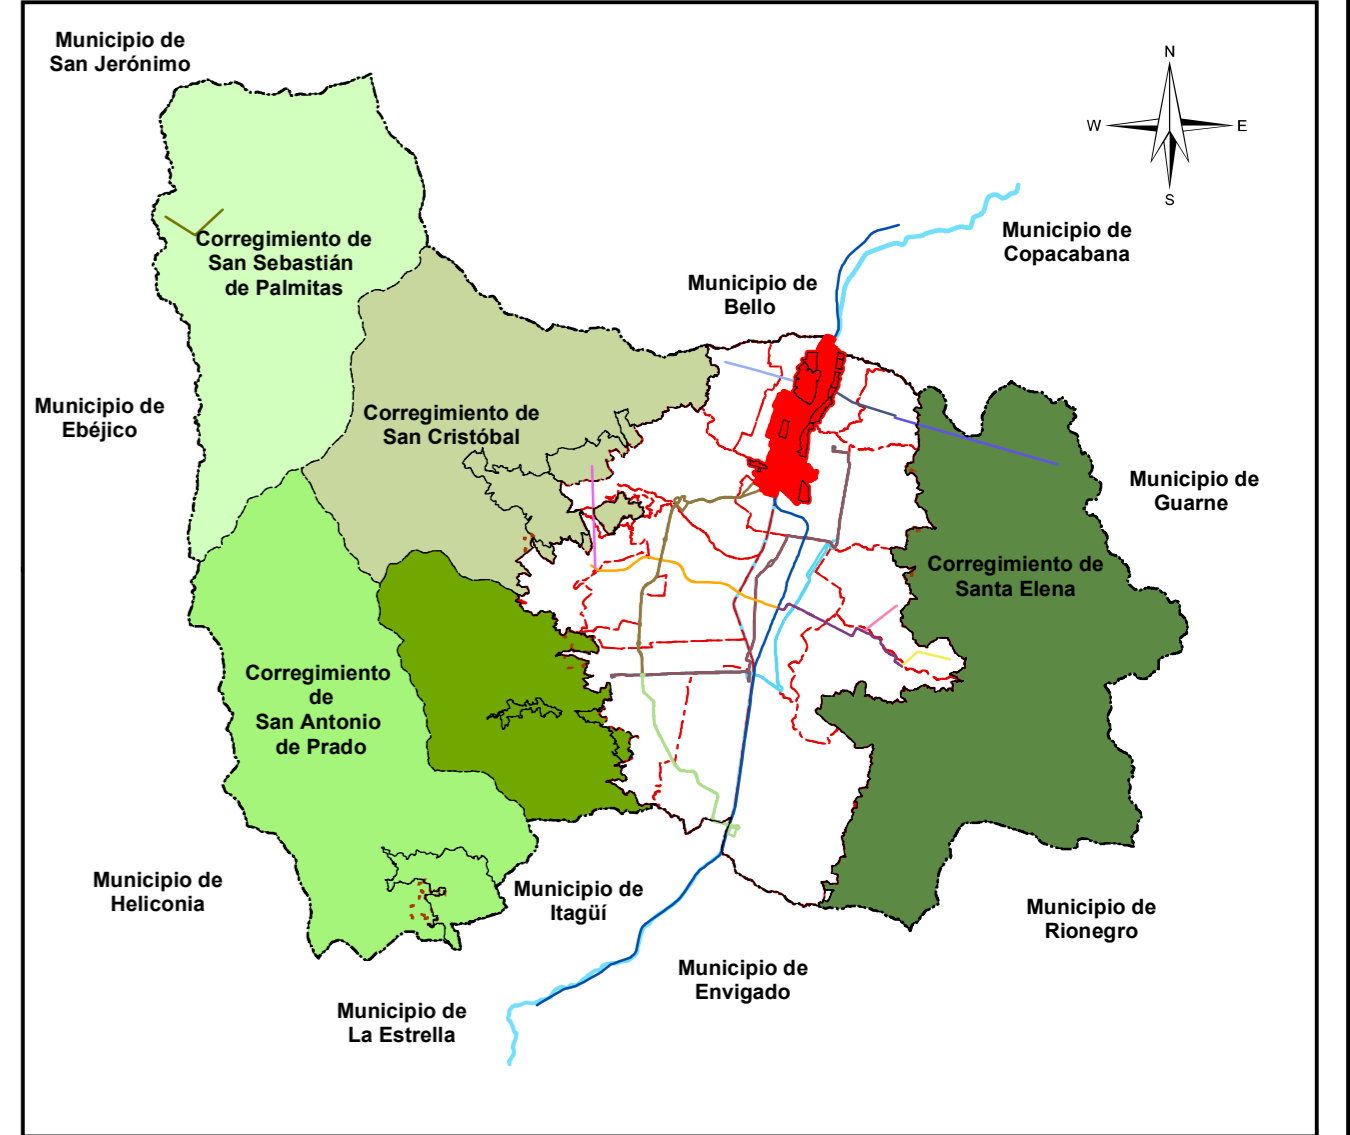 Municipio de
San Jerónimo
N
W
E
S
Municipio de
Copacabana
Corregimiento de
San Sebastián
de Palmitas
Municipio de
Bello
Municipio de
Ebéjico
Corregimiento de
San Cristóbal
Municipio de
Guarne
Corregimiento de
Santa Elena
Corregimiento
de
San Antonio
de Prado
Municipio de
Heliconia
Municipio de
Itagüí
Municipio de
Rionegro
Municipio de
Envigado
Municipio de
La Estrella